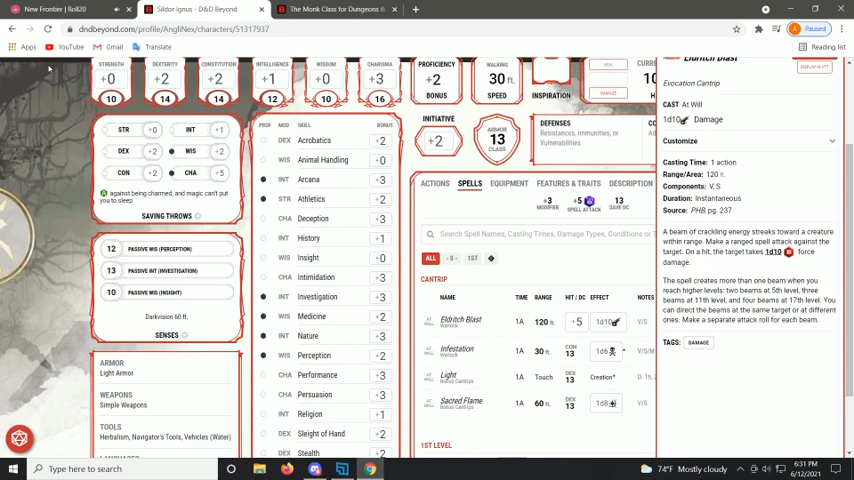 New Frontier | Roll20
Sildor Ignus - D&D Beyond
The Monk Class for Dungeons &
dndbeyond.com/profile/AngliNex/characters/51317937
Paused
Apps
YouTube
Gmail
Translate
Reading list
STRENGTH
+0
10
DEXTERITY
+2
14
CONSTITUTION
+2
14
INTELLIGENCE
+1
12
WISDOM
+0
10
CHARISMA
+3
16
PROFICIENCY
+2
BONUS
WALKING
30 ft.
SPEED
INSPIRATION
HEAL
DAMAGE
STR +0
INT +1
DEX +2
WIS +2
CON +2
CHA +5
against being charmed, and magic can't put
you to sleep
SAVING THROWS
12 PASSIVE WIS (PERCEPTION)
13 PASSIVE INT (INVESTIGATION)
10 PASSIVE WIS (INSIGHT)
Darkvision 60 ft.
SENSES
ARMOR
Light Armor
WEAPONS
Simple Weapons
TOOLS
Herbalism, Navigator's Tools, Vehicles (Water)
PROF MOD SKILL BONUS
DEX Acrobatics +2
WIS Animal Handling +0
INT Arcana +3
STR Athletics +2
CHA Deception +3
INT History +1
WIS Insight +0
CHA Intimidation +3
INT Investigation +3
WIS Medicine +2
INT Nature +3
WIS Perception +2
CHA Performance +3
CHA Persuasion +3
INT Religion +1
DEX Sleight of Hand +2
DEX Stealth +2
INITIATIVE
+2
ARMOR
13
CLASS
DEFENSES
Resistances, Immunities, or
Vulnerabilities
ACTIONS SPELLS EQUIPMENT FEATURES & TRAITS DESCRIPTION
+3
MODIFIER
+5
SPELL ATTACK
13
SAVE DC
Search Spell Names, Casting Times, Damage Types, Conditions or T
ALL - 0 - 1ST
CANTRIP
NAME TIME RANGE HIT / DC EFFECT NOTES
AT WILL Eldritch Blast 1A 120 ft. +5 1d10 V/S
Warlock
AT WILL Infestation 1A 30 ft. CON 13 1d6 V/S/M
Warlock
AT WILL Light 1A Touch DEX 13 Creation* D: 1h,
Bonus Cantrips
AT WILL Sacred Flame 1A 60 ft. DEX 13 1d8 V/S
Bonus Cantrips
1ST LEVEL
Eldritch Blast
DISPLAY IN VTT
Evocation Cantrip
CAST At Will
1d10 Damage
Customize
Casting Time: 1 action
Range/Area: 120 ft.
Components: V, S
Duration: Instantaneous
Source: PHB, pg. 237
A beam of crackling energy streaks toward a creature
within range. Make a ranged spell attack against the
target. On a hit, the target takes 1d10 force
damage.
The spell creates more than one beam when you
reach higher levels: two beams at 5th level, three
beams at 11th level, and four beams at 17th level. You
can direct the beams at the same target or at different
ones. Make a separate attack roll for each beam.
TAGS: DAMAGE
Type here to search
74°F Mostly cloudy
6:31 PM
6/12/2021